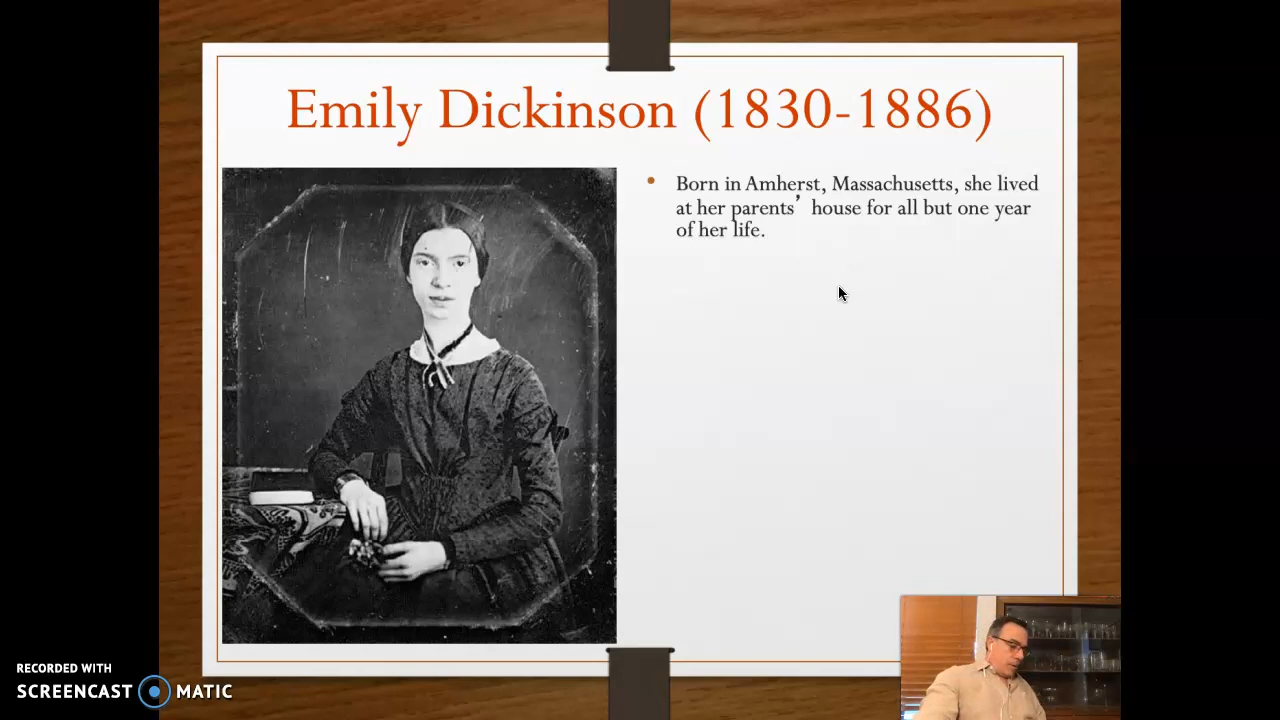 Emily Dickinson (1830-1886)
• Born in Amherst, Massachusetts, she lived
at her parents’ house for all but one year
of her life.
RECORDED WITH
SCREENCAST MATIC